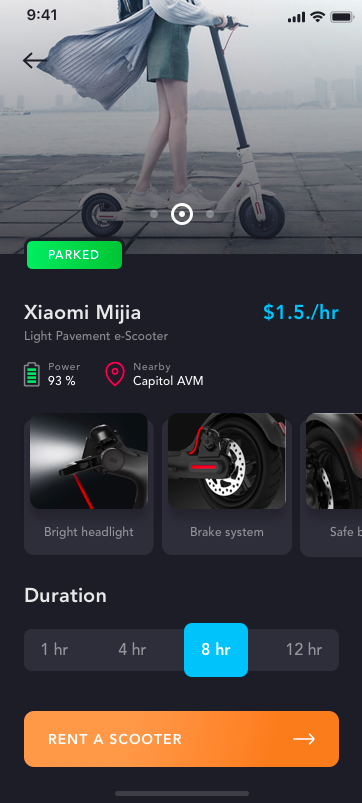 9:41
PARKED
Xiaomi Mijia
$1.5./hr
Light Pavement e-Scooter
Power
93 %
Nearby
Capitol AVM
Bright headlight
Brake system
Safe b
Duration
1 hr
4 hr
8 hr
12 hr
RENT A SCOOTER